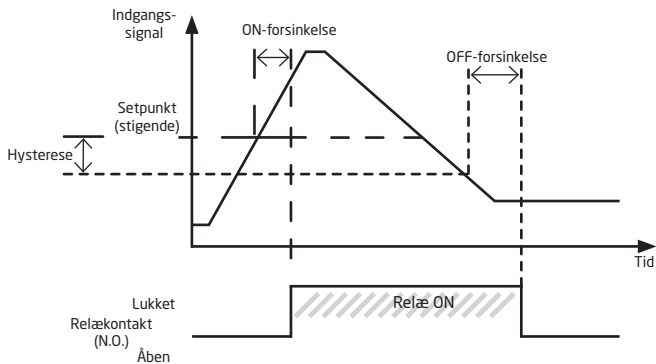 Indgangs-
signal
ON-forsinkelse
OFF-forsinkelse
Setpunkt
(stigende)
Hysterese
Tid
Lukket
Relækontakt
(N.O.)
Åben
Relæ ON